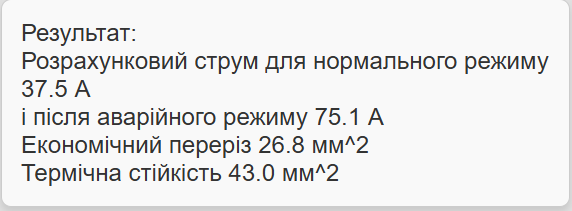 Результат:
Розрахунковий струм для нормального режиму
37.5 А
і після аварійного режиму 75.1 А
Економічний переріз 26.8 мм^2
Термічна стійкість 43.0 мм^2